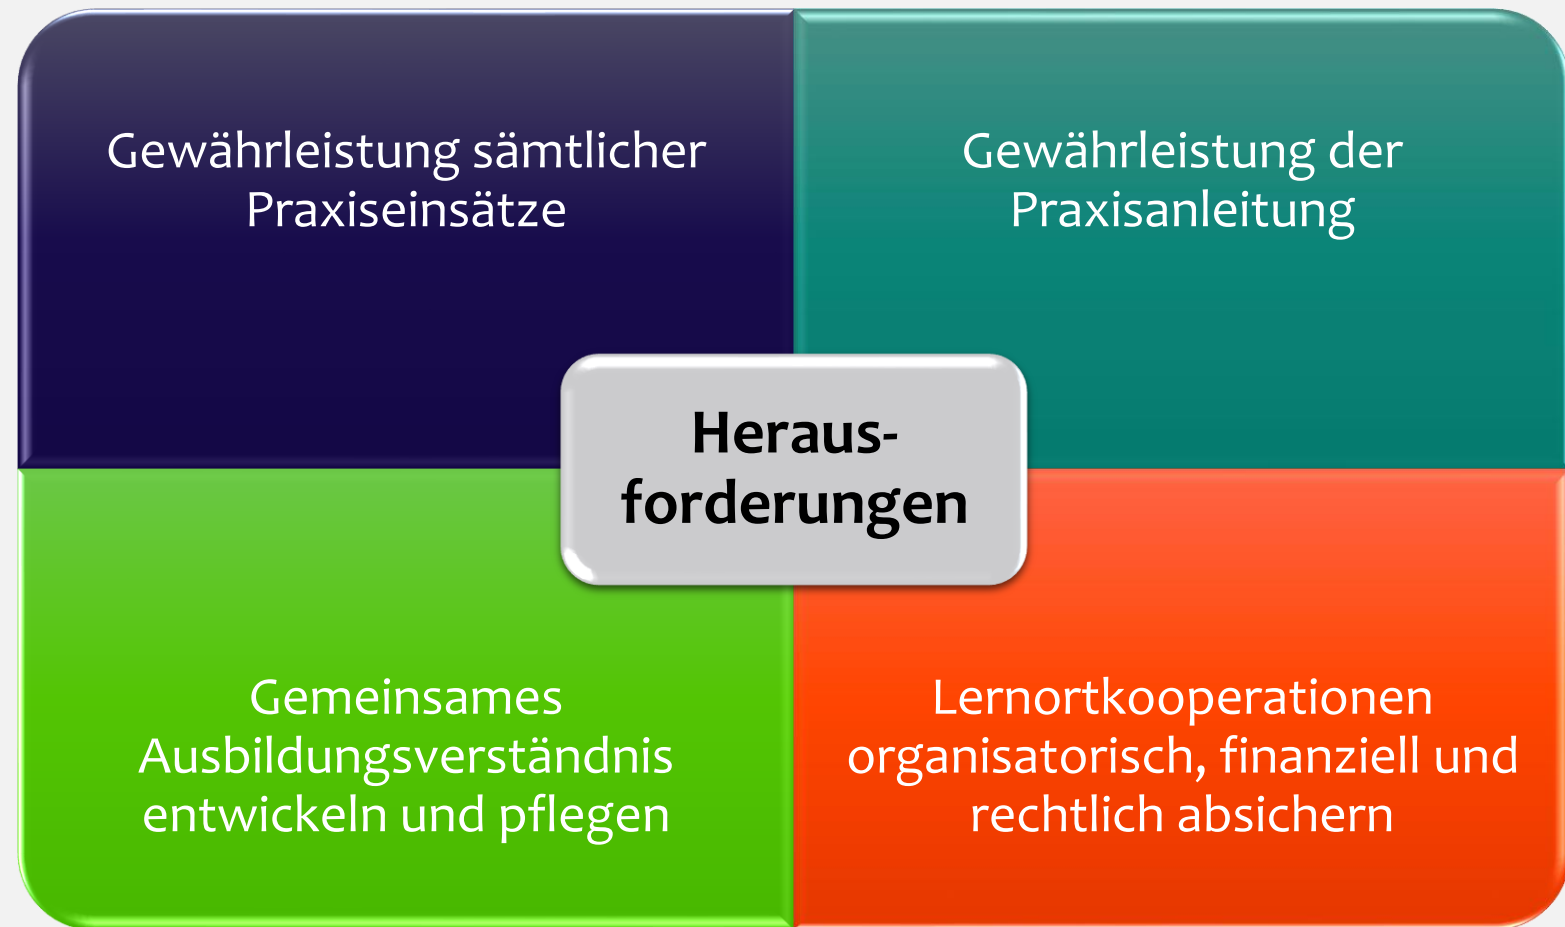 Gewährleistung sämtlicher
Praxiseinsätze
Gewährleistung der
Praxisanleitung
Heraus-
forderungen
Gemeinsames
Ausbildungsverständnis
entwickeln und pflegen
Lernortkooperationen
organisatorisch, finanziell und
rechtlich absichern